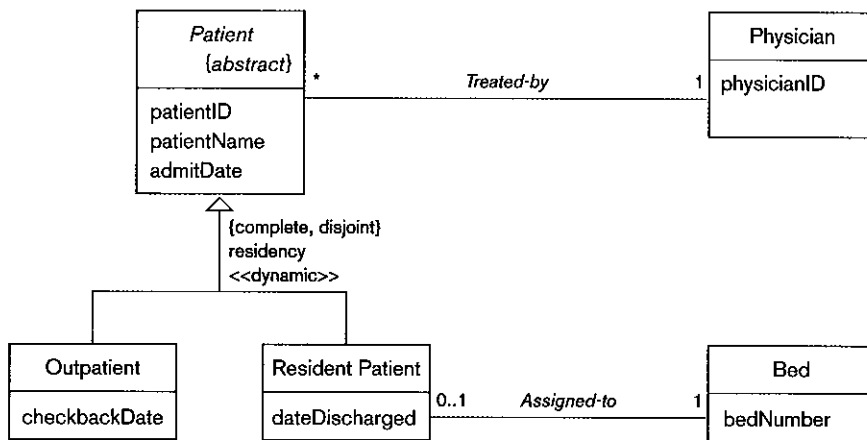 Patient
{abstract}
patientID
patientName
admitDate
* Treated-by 1
Physician
physicianID
{complete, disjoint}
residency
<<dynamic>>
Outpatient
checkbackDate
Resident Patient
dateDischarged
0..1 Assigned-to 1
Bed
bedNumber